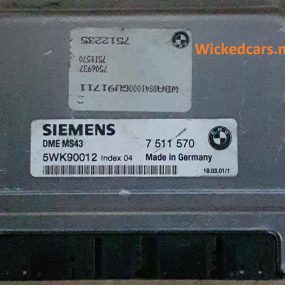 Wickedcars.n
7512235
7511570
7506937
SIEMENS
DME MS43
7 511 570
5WK90012 Index 04
Made in Germany
19.03.01/1